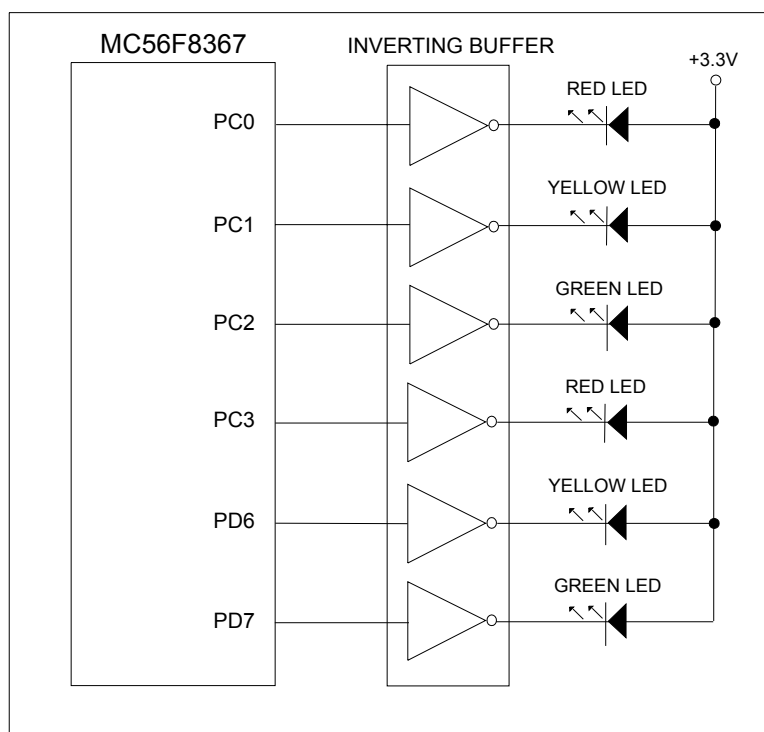 MC56F8367
INVERTING BUFFER
+3.3V
PC0
RED LED
PC1
YELLOW LED
PC2
GREEN LED
PC3
RED LED
PD6
YELLOW LED
PD7
GREEN LED